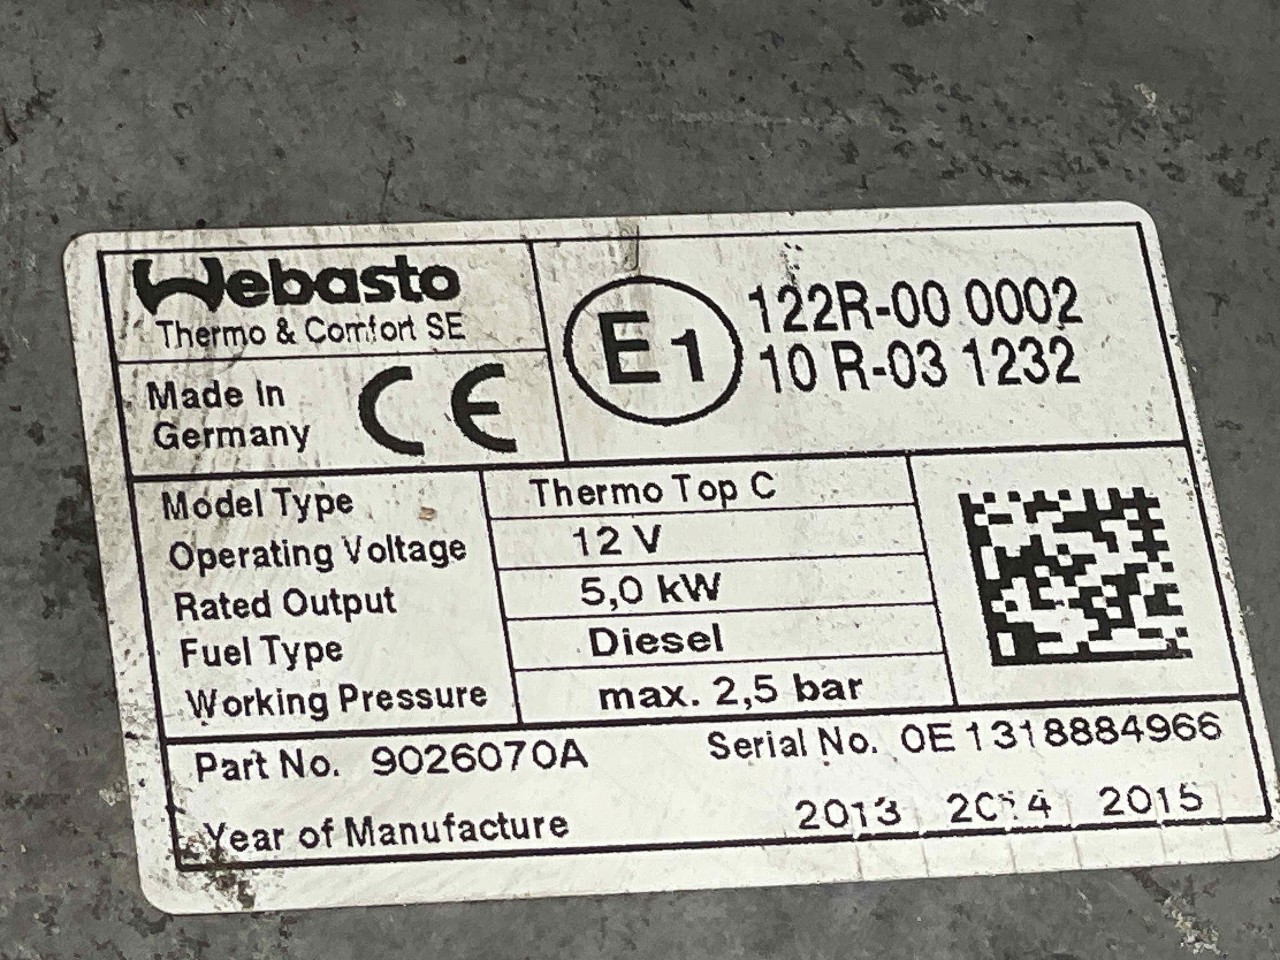 Webasto
Thermo & Comfort SE
Made in
Germany
CE
E1
122R-00 0002
10 R-03 1232
Model Type Thermo Top C
Operating Voltage 12 V
Rated Output 5,0 kW
Fuel Type Diesel
Working Pressure max. 2,5 bar
Part No. 9026070A Serial No. 0E1318884966
Year of Manufacture 2013 2014 2015